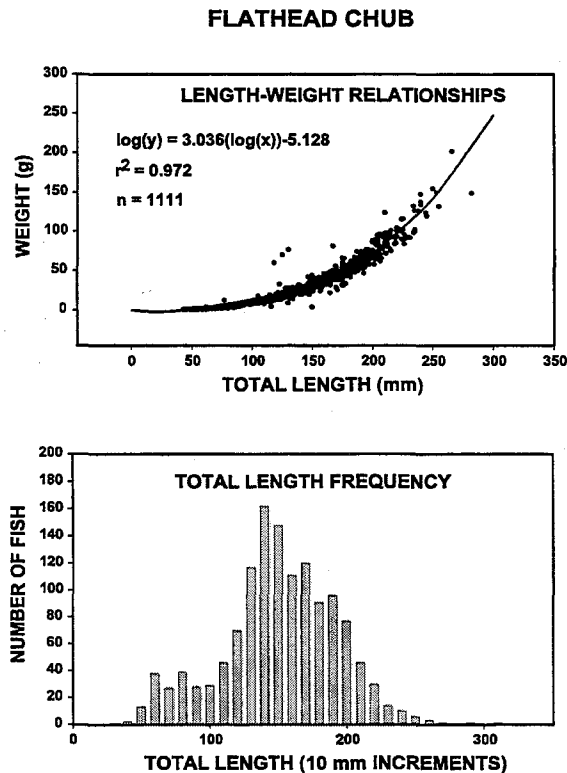 FLATHEAD CHUB
LENGTH-WEIGHT RELATIONSHIPS
log(y) = 3.036(log(x))-5.128
r² = 0.972
n = 1111
WEIGHT (g)
300
250
200
150
100
50
0
0 50 100 150 200 250 300 350
TOTAL LENGTH (mm)
TOTAL LENGTH FREQUENCY
NUMBER OF FISH
200
180
160
140
120
100
80
60
40
20
0
0 100 200 300
TOTAL LENGTH (10 mm INCREMENTS)